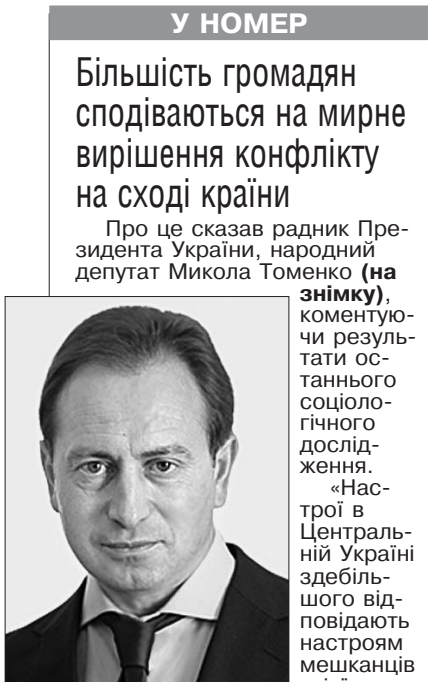 У НОМЕР
Більшість громадян
сподіваються на мирне
вирішення конфлікту
на сході країни
Про це сказав радник Пре-
зидента України, народний
депутат Микола Томенко (на
знімку),
коментую-
чи резуль-
тати ос-
таннього
соціоло-
гічного
дослід-
ження.
«Нас-
трої в
Централь-
ній Україні
здебіль-
шого від-
повідають
настроям
мешканців